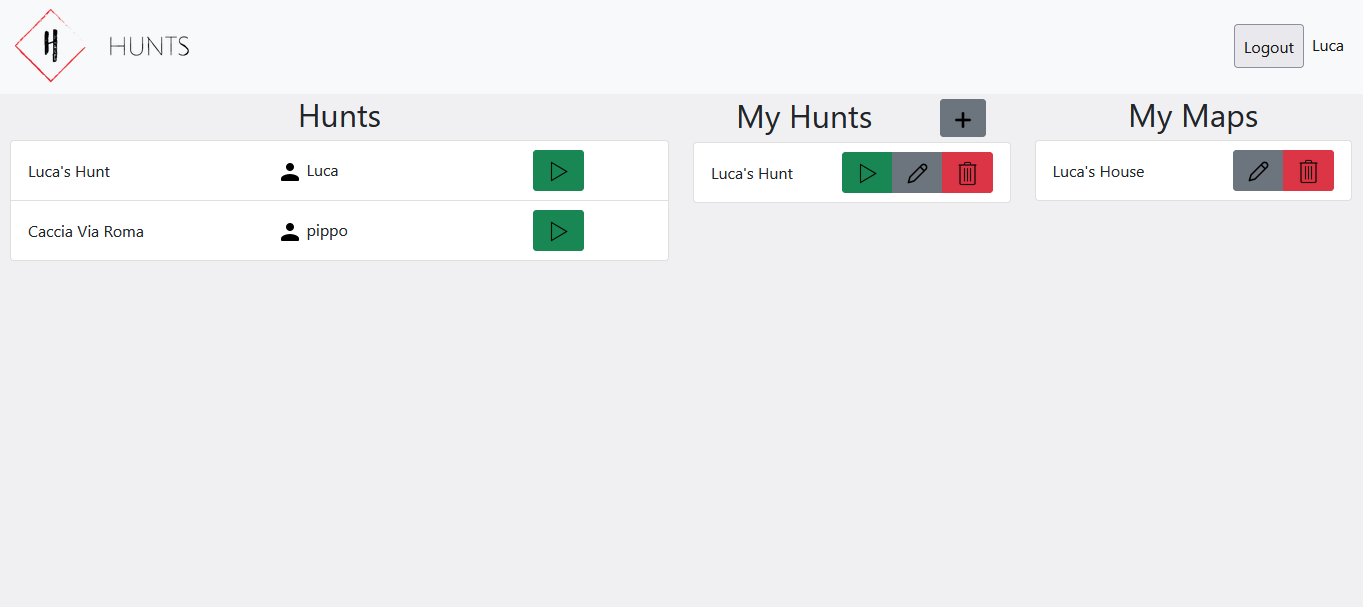 H
HUNTS
Logout
Luca
Hunts
Luca's Hunt
Luca
Caccia Via Roma
pippo
My Hunts
+
Luca's Hunt
My Maps
Luca's House